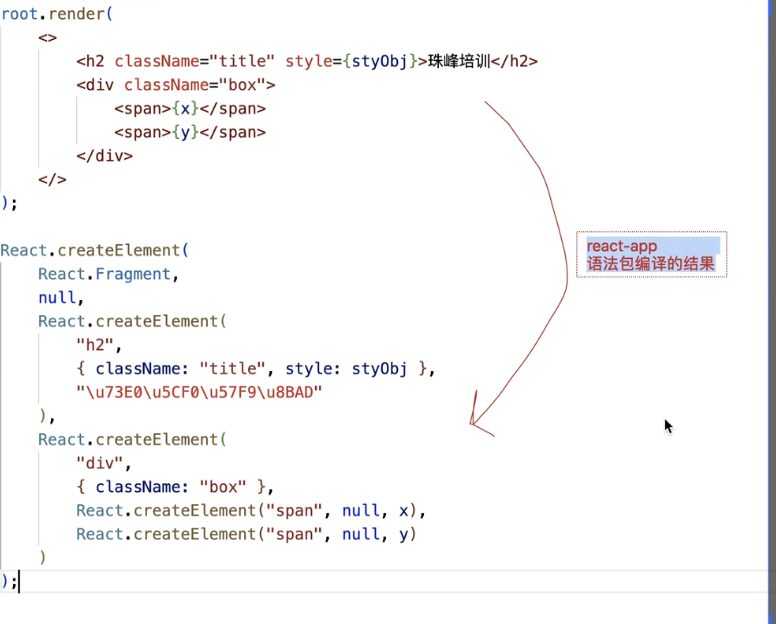 root.render(
<>
<h2 className="title" style={styObj}>珠峰培训</h2>
<div className="box">
<span>{x}</span>
<span>{y}</span>
</div>
</>
);
react-app
语法包编译的结果
React.createElement(
React.Fragment,
null,
React.createElement(
"h2",
{ className: "title", style: styObj },
"\u73E0\u5CF0\u57F9\u8BAD"
),
React.createElement(
"div",
{ className: "box" },
React.createElement("span", null, x),
React.createElement("span", null, y)
)
);